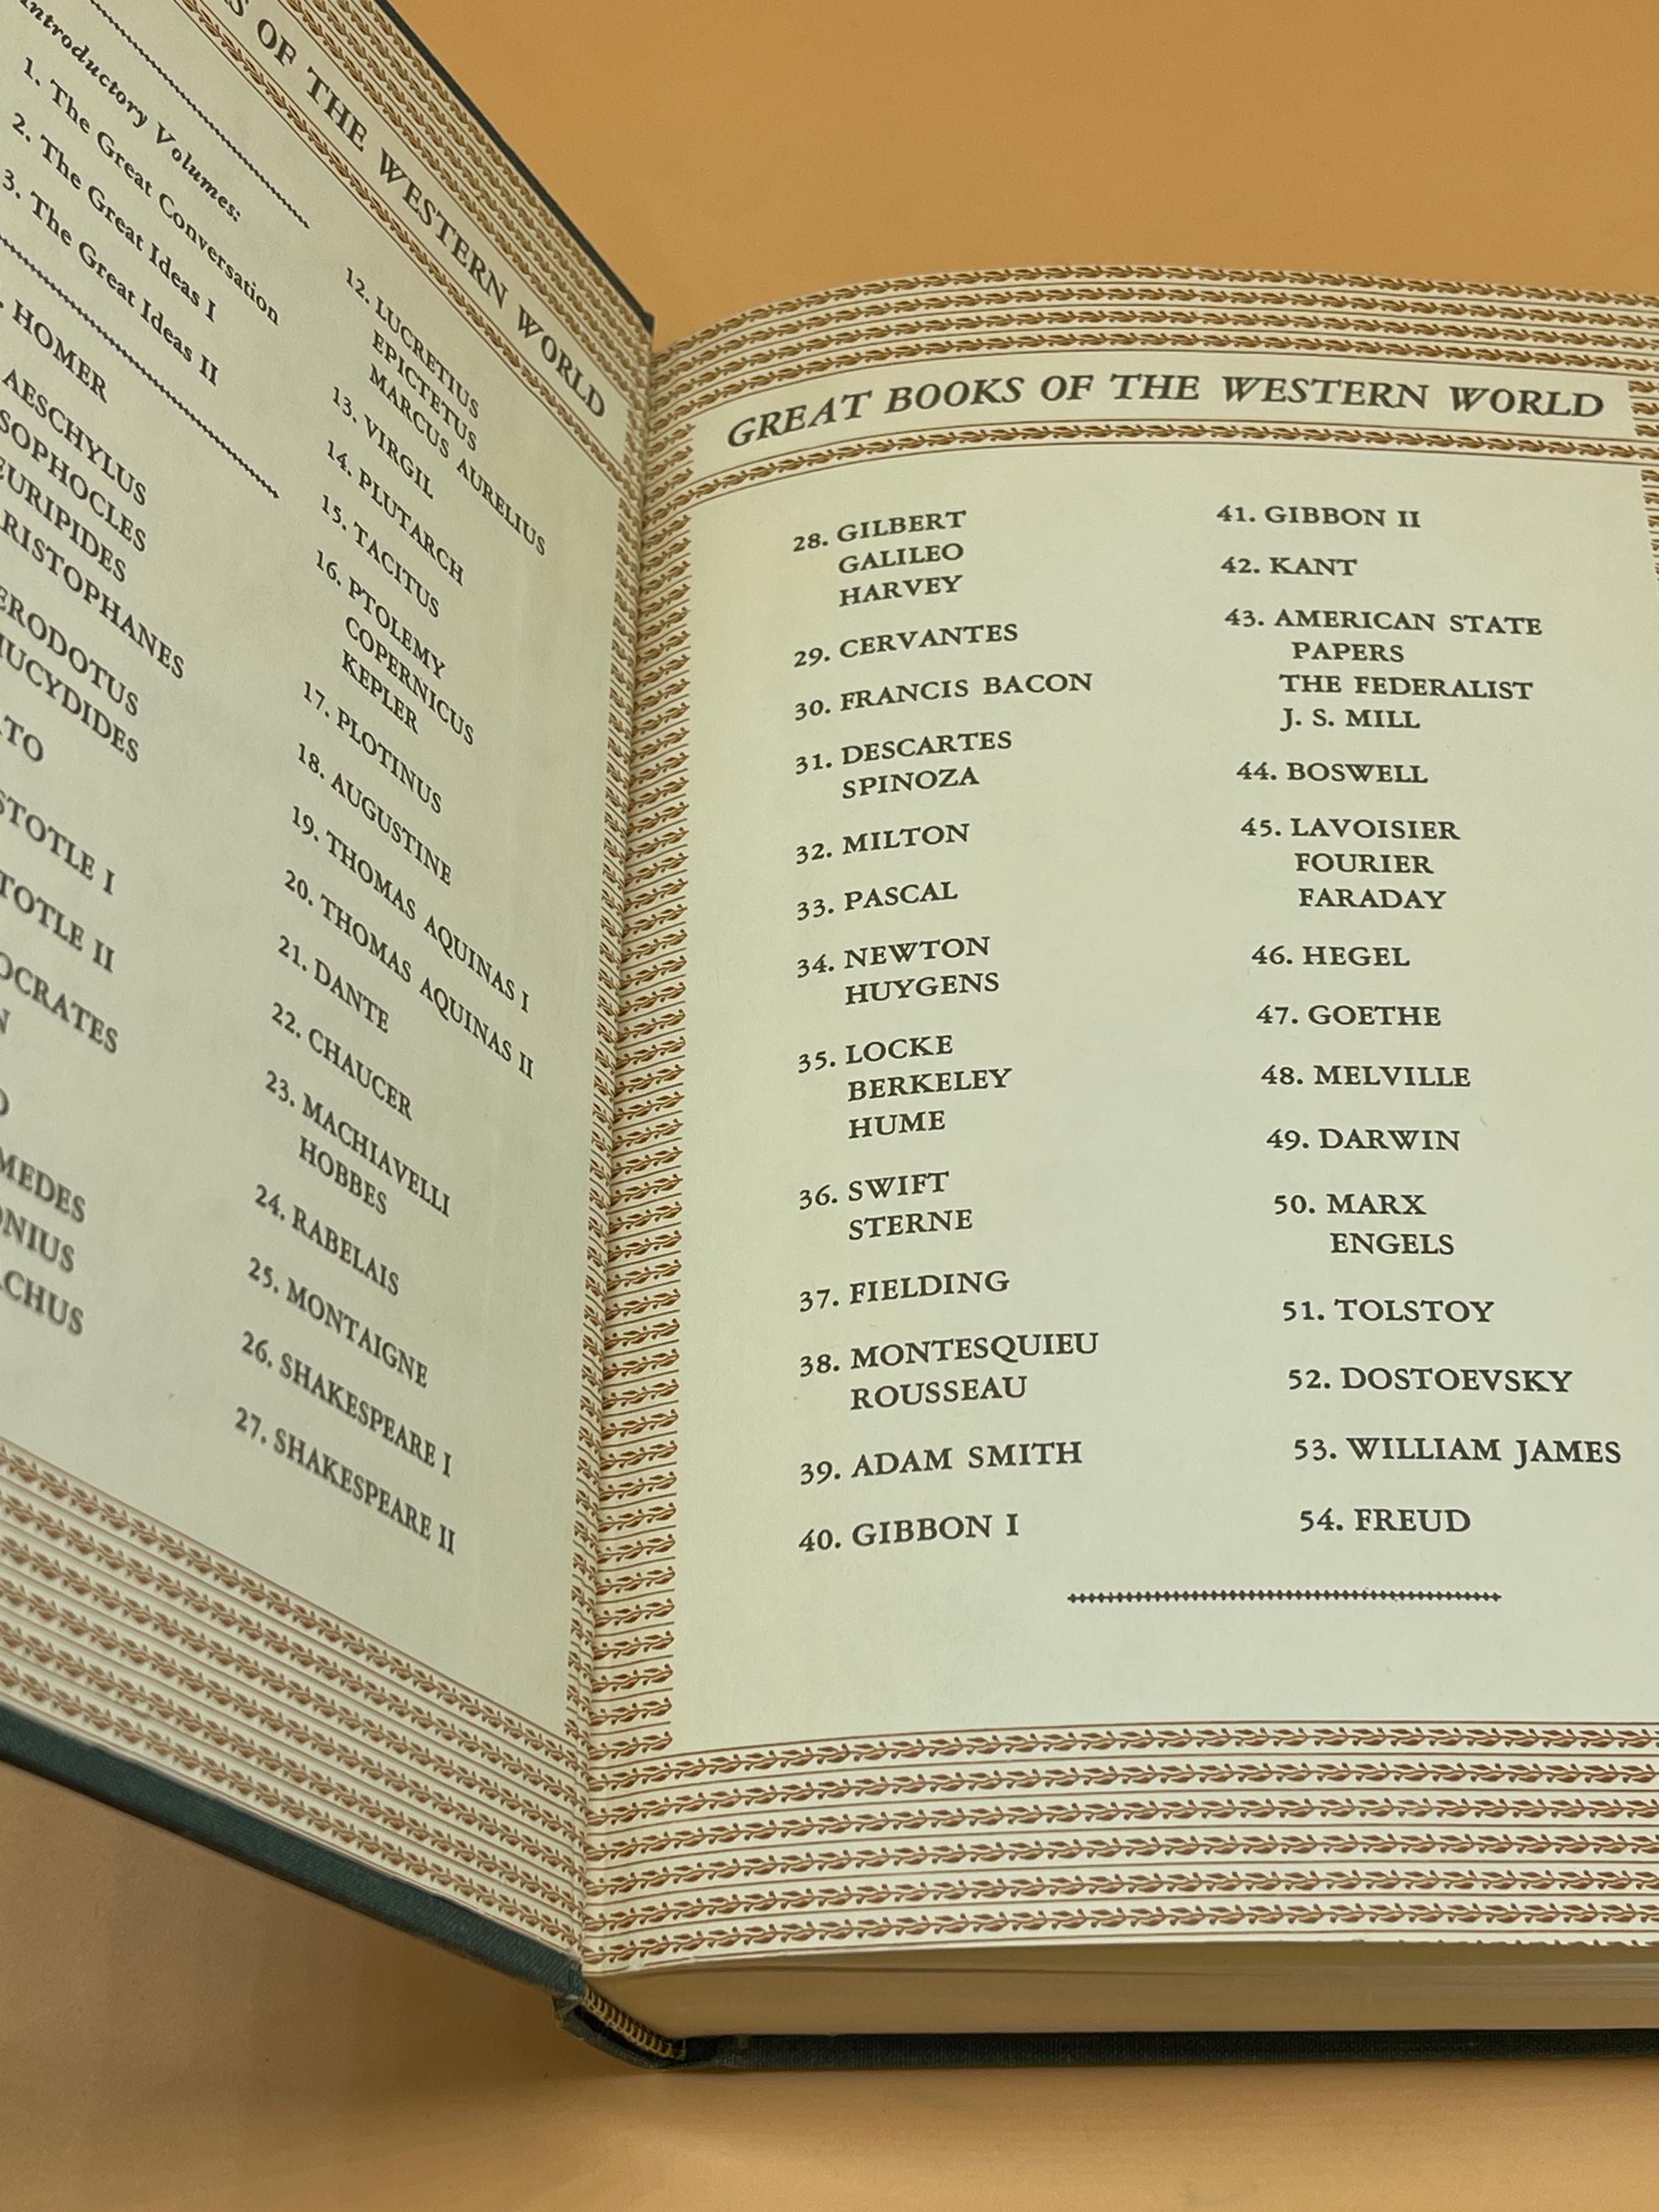 OF THE WESTERN WORLD
Introductory Volumes:
1. The Great Conversation
2. The Great Ideas I
3. The Great Ideas II
HOMER
AESCHYLUS
SOPHOCLES
EURIPIDES
12. LUCRETIUS
EPICTETUS
MARCUS AURELIUS
13. VIRGIL
14. PLUTARCH
15. TACITUS
16. PTOLEMY
COPERNICUS
KEPLER
17. PLOTINUS
18. AUGUSTINE
19. THOMAS AQUINAS I
20. THOMAS AQUINAS II
21. DANTE
22. CHAUCER
23. MACHIAVELLI
HOBBES
24. RABELAIS
25. MONTAIGNE
26. SHAKESPEARE I
27. SHAKESPEARE II
GREAT BOOKS OF THE WESTERN WORLD
28. GILBERT
GALILEO
HARVEY
29. CERVANTES
30. FRANCIS BACON
31. DESCARTES
SPINOZA
32. MILTON
33. PASCAL
34. NEWTON
HUYGENS
35. LOCKE
BERKELEY
HUME
36. SWIFT
STERNE
37. FIELDING
38. MONTESQUIEU
ROUSSEAU
39. ADAM SMITH
40. GIBBON I
41. GIBBON II
42. KANT
43. AMERICAN STATE
PAPERS
THE FEDERALIST
J. S. MILL
44. BOSWELL
45. LAVOISIER
FOURIER
FARADAY
46. HEGEL
47. GOETHE
48. MELVILLE
49. DARWIN
50. MARX
ENGELS
51. TOLSTOY
52. DOSTOEVSKY
53. WILLIAM JAMES
54. FREUD